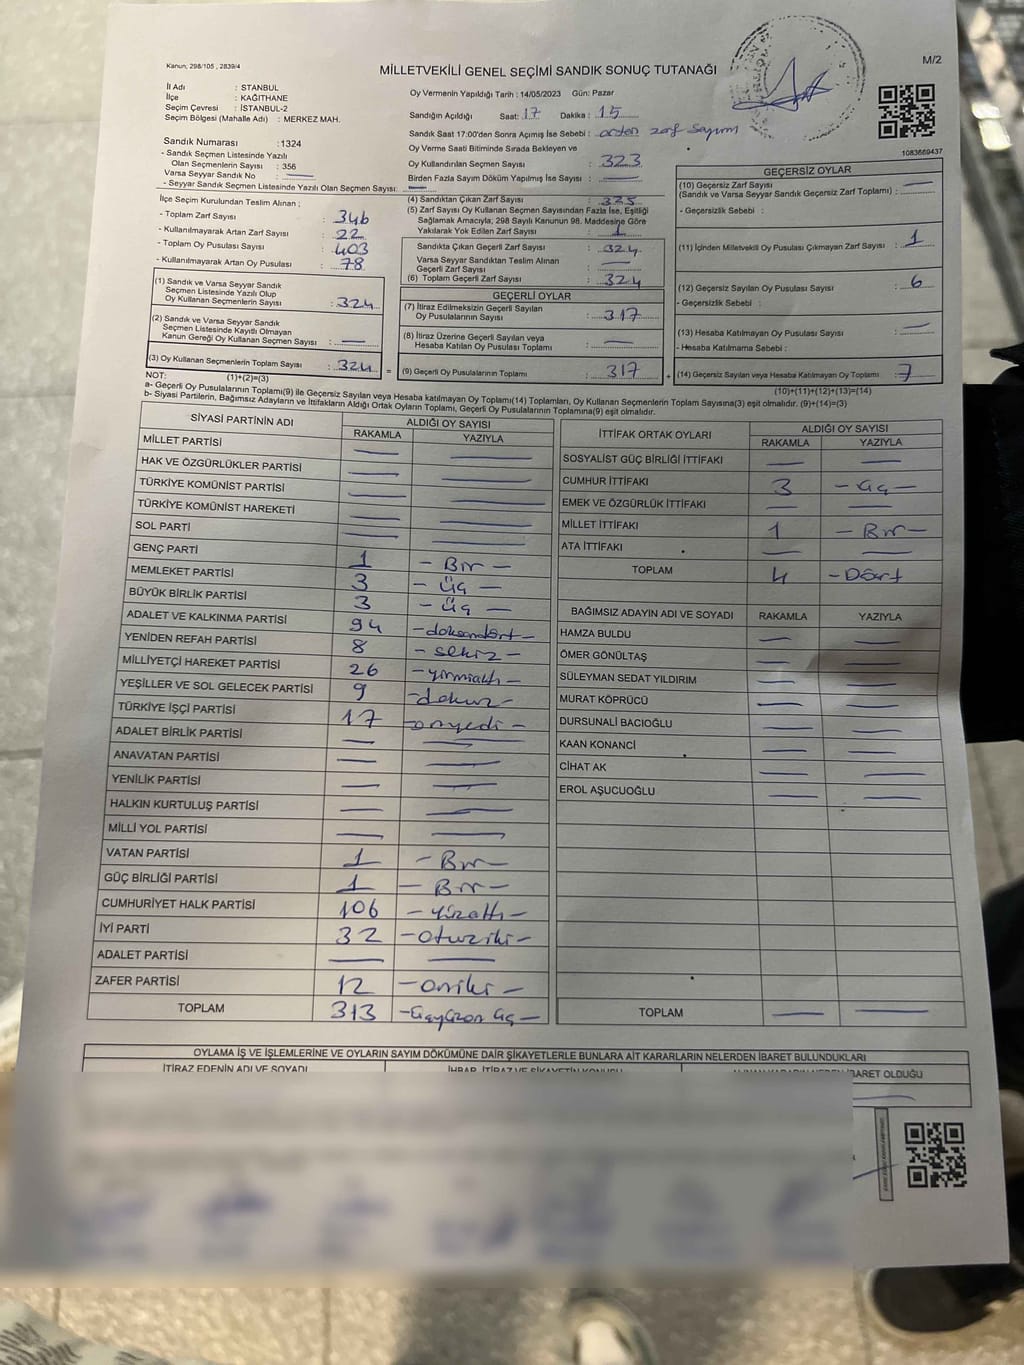 Kanun, 298/105 , 2839/4
M/2
MİLLETVEKİLİ GENEL SEÇİMİ SANDIK SONUÇ TUTANAĞI
İl Adı : STANBUL
İlçe : KAĞITHANE
Seçim Çevresi : İSTANBUL-2
Seçim Bölgesi (Mahalle Adı) : MERKEZ MAH.
Oy Vermenin Yapıldığı Tarih : 14/05/2023 Gün: Pazar
Sandığın Açıldığı Saat: 17 Dakika : 15
Sandık Saat 17:00'den Sonra Açımış İse Sebebi : artan zarf sayımı
Oy Verme Saati Bitiminde Sırada Bekleyen ve
Oy Kullandırılan Seçmen Sayısı : 323
Birden Fazla Sayım Döküm Yapılmış İse Sayısı : —
1083669437
Sandık Numarası : 1324
- Sandık Seçmen Listesinde Yazılı
Olan Seçmenlerin Sayısı : 356
Varsa Seyyar Sandık No : —
- Seyyar Sandık Seçmen Listesinde Yazılı Olan Seçmen Sayısı: —
İlçe Seçim Kurulundan Teslim Alınan ;
- Toplam Zarf Sayısı : 346
- Kullanılmayarak Artan Zarf Sayısı : 22
- Toplam Oy Pusulası Sayısı : 403
- Kullanılmayarak Artan Oy Pusulası : 78
(1) Sandık ve Varsa Seyyar Sandık
Seçmen Listesinde Yazılı Olup
Oy Kullanan Seçmenlerin Sayısı : 324
(2) Sandık ve Varsa Seyyar Sandık
Seçmen Listesinde Kayıtlı Olmayan
Kanun Gereği Oy Kullanan Seçmen Sayısı : —
(3) Oy Kullanan Seçmenlerin Toplam Sayısı : 324
(4) Sandıktan Çıkan Zarf Sayısı : 325
(5) Zarf Sayısı Oy Kullanan Seçmen Sayısından Fazla İse, Eşitliği
Sağlamak Amacıyla, 298 Sayılı Kanunun 98. Maddesine Göre
Yakılarak Yok Edilen Zarf Sayısı : 1
Sandıkta Çıkan Geçerli Zarf Sayısı : 324
Varsa Seyyar Sandıktan Teslim Alınan
Geçerli Zarf Sayısı : —
(6) Toplam Geçerli Zarf Sayısı : 324
GEÇERLİ OYLAR
(7) İtiraz Edilmeksizin Geçerli Sayılan
Oy Pusulalarının Sayısı : 317
(8) İtiraz Üzerine Geçerli Sayılan veya
Hesaba Katılan Oy Pusulası Toplamı : —
= (9) Geçerli Oy Pusulalarının Toplamı : 317
GEÇERSİZ OYLAR
(10) Geçersiz Zarf Sayısı
(Sandık ve Varsa Seyyar Sandık Geçersiz Zarf Toplamı) : —
- Geçersizlik Sebebi :
(11) İçinden Milletvekili Oy Pusulası Çıkmayan Zarf Sayısı : 1
(12) Geçersiz Sayılan Oy Pusulası Sayısı : 6
- Geçersizlik Sebebi :
(13) Hesaba Katılmayan Oy Pusulası Sayısı : —
- Hesaba Katılmama Sebebi :
+ (14) Geçersiz Sayılan veya Hesaba Katılmayan Oy Toplamı : 7
NOT: (1)+(2)=(3) (10)+(11)+(12)+(13)=(14)
a- Geçerli Oy Pusulalarının Toplamı(9) ile Geçersiz Sayılan veya Hesaba katılmayan Oy Toplamı(14) Toplamları, Oy Kullanan Seçmenlerin Toplam Sayısına(3) eşit olmalıdır. (9)+(14)=(3)
b- Siyasi Partilerin, Bağımsız Adayların ve İttifakların Aldığı Ortak Oyların Toplamı, Geçerli Oy Pusulalarının Toplamına(9) eşit olmalıdır.
SİYASİ PARTİNİN ADI ALDIĞI OY SAYISI
RAKAMLA YAZIYLA
MİLLET PARTİSİ — —
HAK VE ÖZGÜRLÜKLER PARTİSİ — —
TÜRKİYE KOMÜNİST PARTİSİ — —
TÜRKİYE KOMÜNİST HAREKETİ — —
SOL PARTİ — —
GENÇ PARTİ 1 - Bir -
MEMLEKET PARTİSİ 3 - üç -
BÜYÜK BİRLİK PARTİSİ 3 - üç -
ADALET VE KALKINMA PARTİSİ 94 - doksandört -
YENİDEN REFAH PARTİSİ 8 - sekiz -
MİLLİYETÇİ HAREKET PARTİSİ 26 - yirmialtı -
YEŞİLLER VE SOL GELECEK PARTİSİ 9 - dokuz -
TÜRKİYE İŞÇİ PARTİSİ 17 - onyedi -
ADALET BİRLİK PARTİSİ — —
ANAVATAN PARTİSİ — —
YENİLİK PARTİSİ — —
HALKIN KURTULUŞ PARTİSİ — —
MİLLİ YOL PARTİSİ — —
VATAN PARTİSİ 1 - Bir -
GÜÇ BİRLİĞİ PARTİSİ 1 - Bir -
CUMHURİYET HALK PARTİSİ 106 - yüzaltı -
İYİ PARTİ 32 - otuziki -
ADALET PARTİSİ — —
ZAFER PARTİSİ 12 - oniki -
TOPLAM 313 - üçyüzon üç -
İTTİFAK ORTAK OYLARI ALDIĞI OY SAYISI
RAKAMLA YAZIYLA
SOSYALİST GÜÇ BİRLİĞİ İTTİFAKI — —
CUMHUR İTTİFAKI 3 - üç -
EMEK VE ÖZGÜRLÜK İTTİFAKI — —
MİLLET İTTİFAKI 1 - Bir -
ATA İTTİFAKI — —
TOPLAM 4 - Dört
BAĞIMSIZ ADAYIN ADI VE SOYADI RAKAMLA YAZIYLA
HAMZA BULDU — —
ÖMER GÖNÜLTAŞ — —
SÜLEYMAN SEDAT YILDIRIM — —
MURAT KÖPRÜCÜ — —
DURSUNALİ BACIOĞLU — —
KAAN KONANCİ — —
CİHAT AK — —
EROL AŞUCUOĞLU — —
TOPLAM — —
OYLAMA İŞ VE İŞLEMLERİNE VE OYLARIN SAYIM DÖKÜMÜNE DAİR ŞİKAYETLERLE BUNLARA AİT KARARLARIN NELERDEN İBARET BULUNDUKLARI
İTİRAZ EDENİN ADI VE SOYADI İHBAR, İTİRAZ VE ŞİKAYETİN KONUSU İBARET OLDUĞU